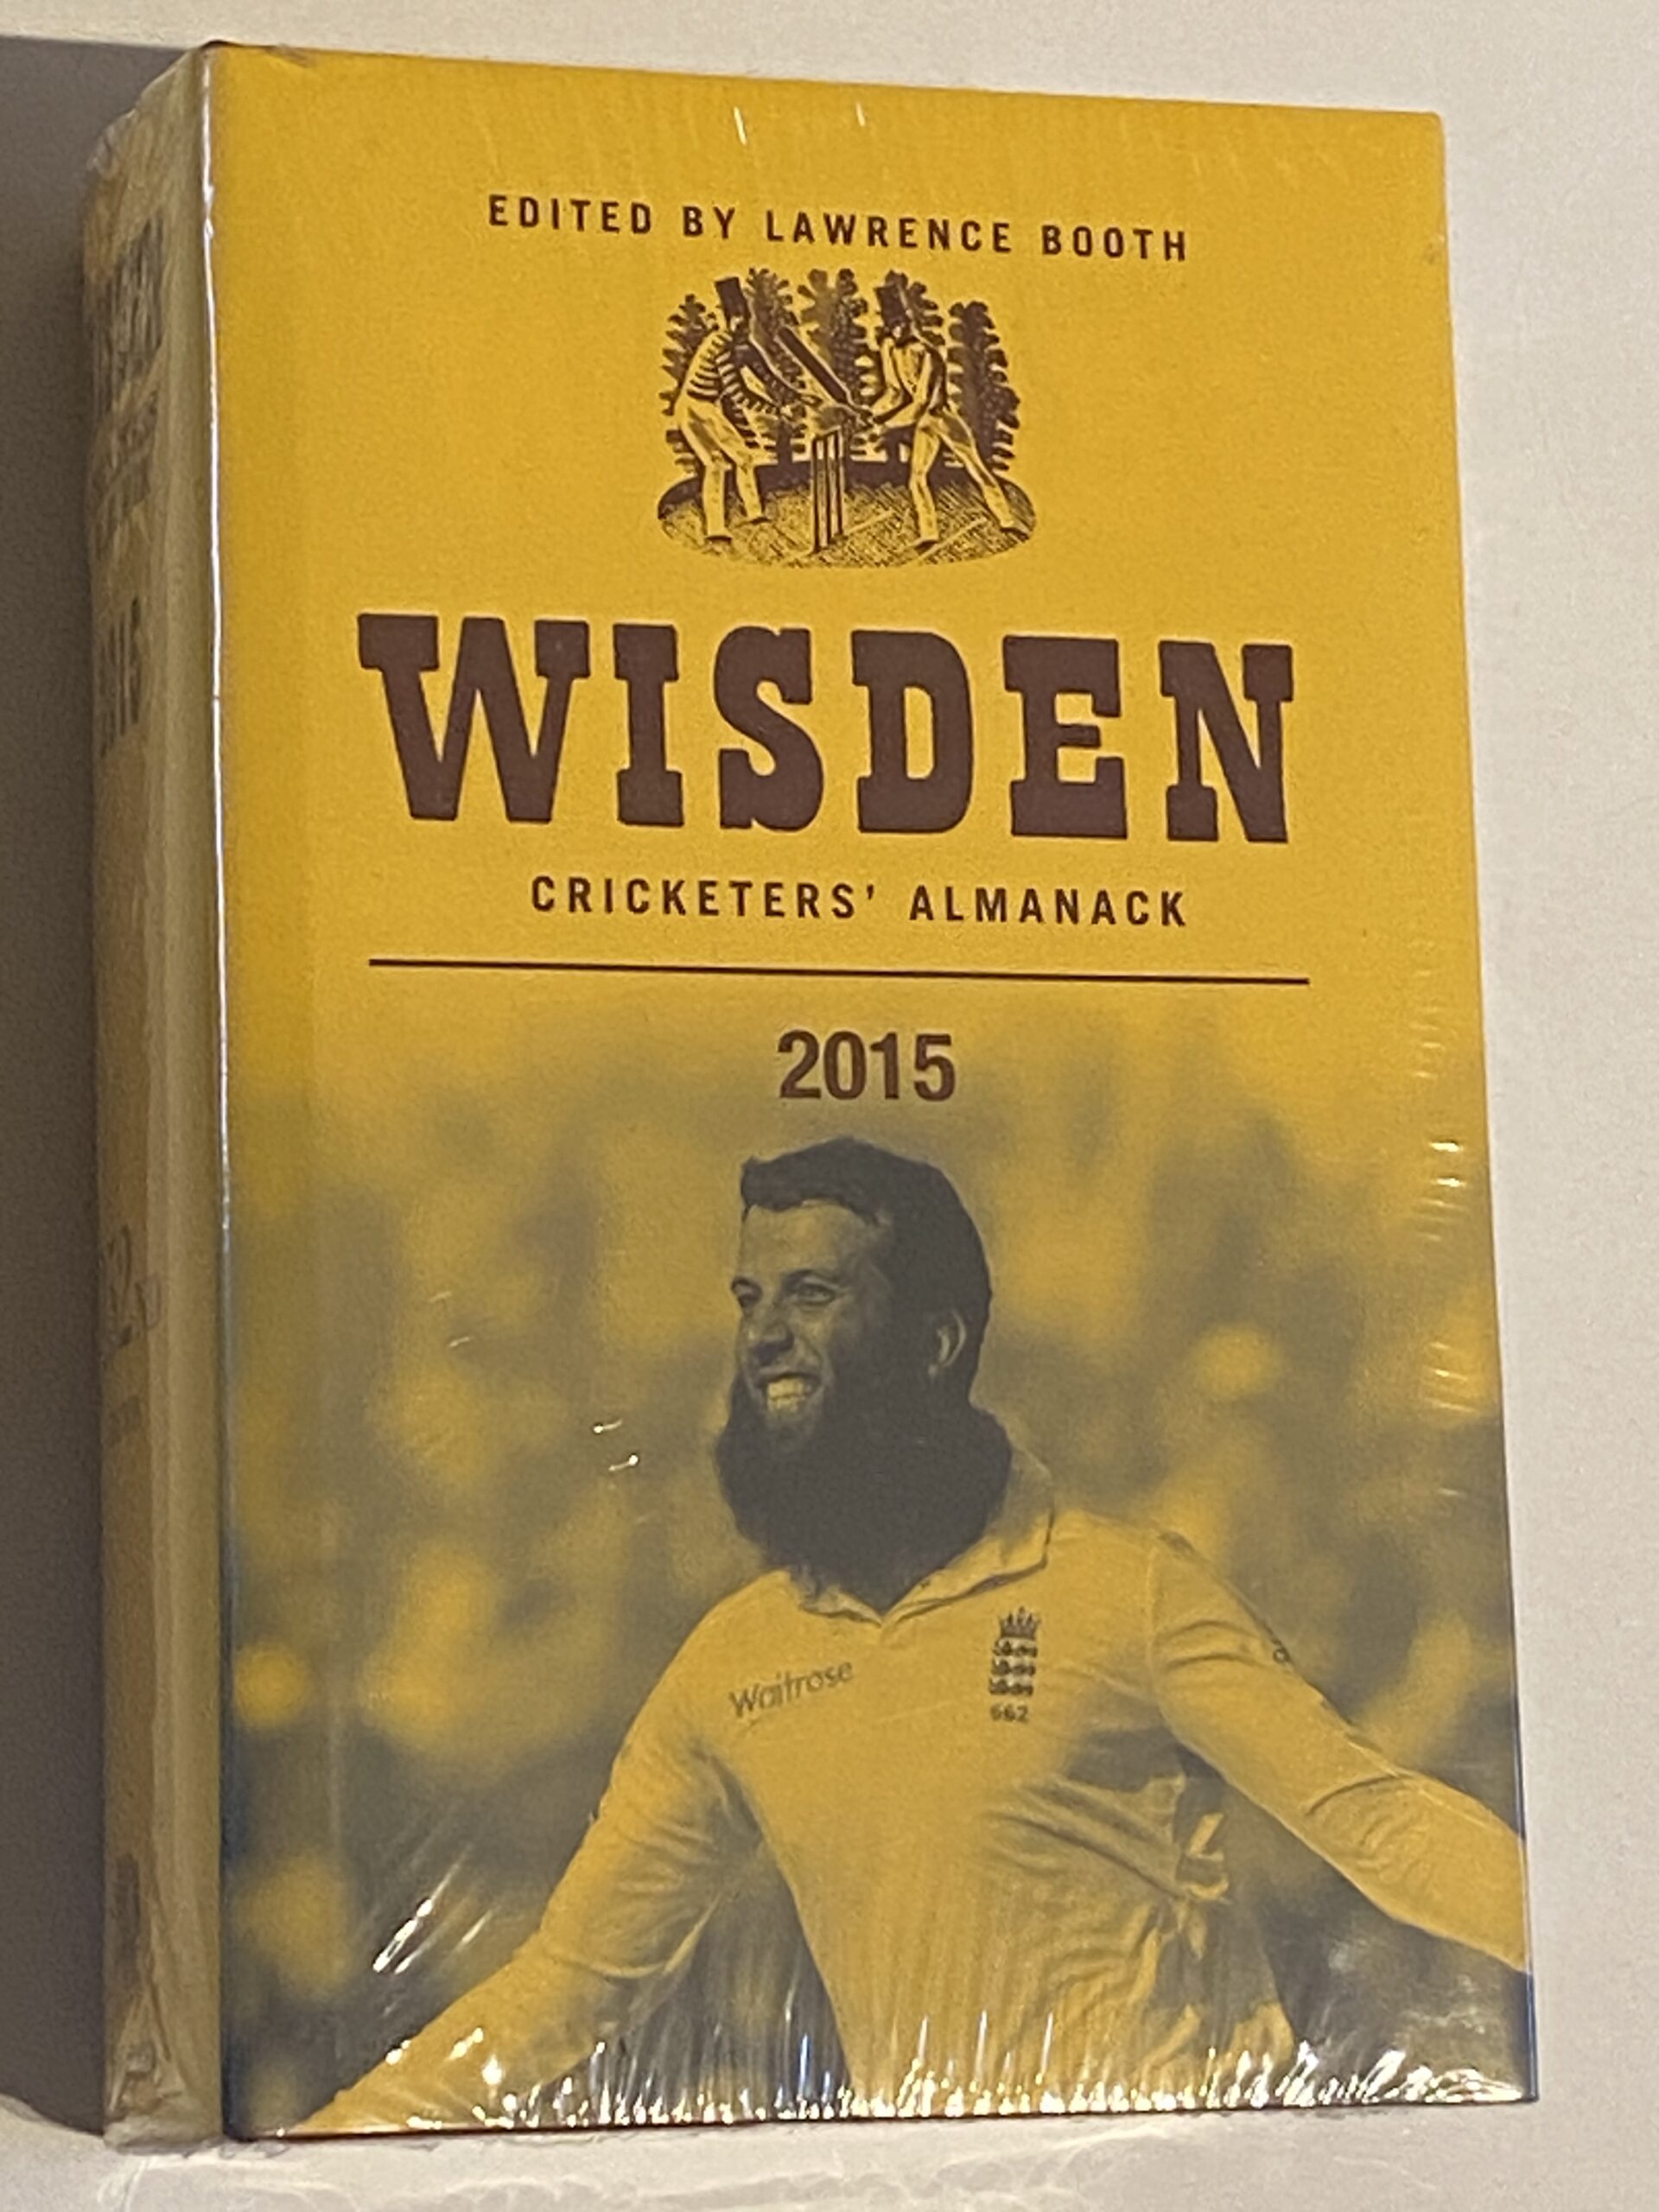 EDITED BY LAWRENCE BOOTH
WISDEN
CRICKETERS' ALMANACK
2015
Waitrose
662